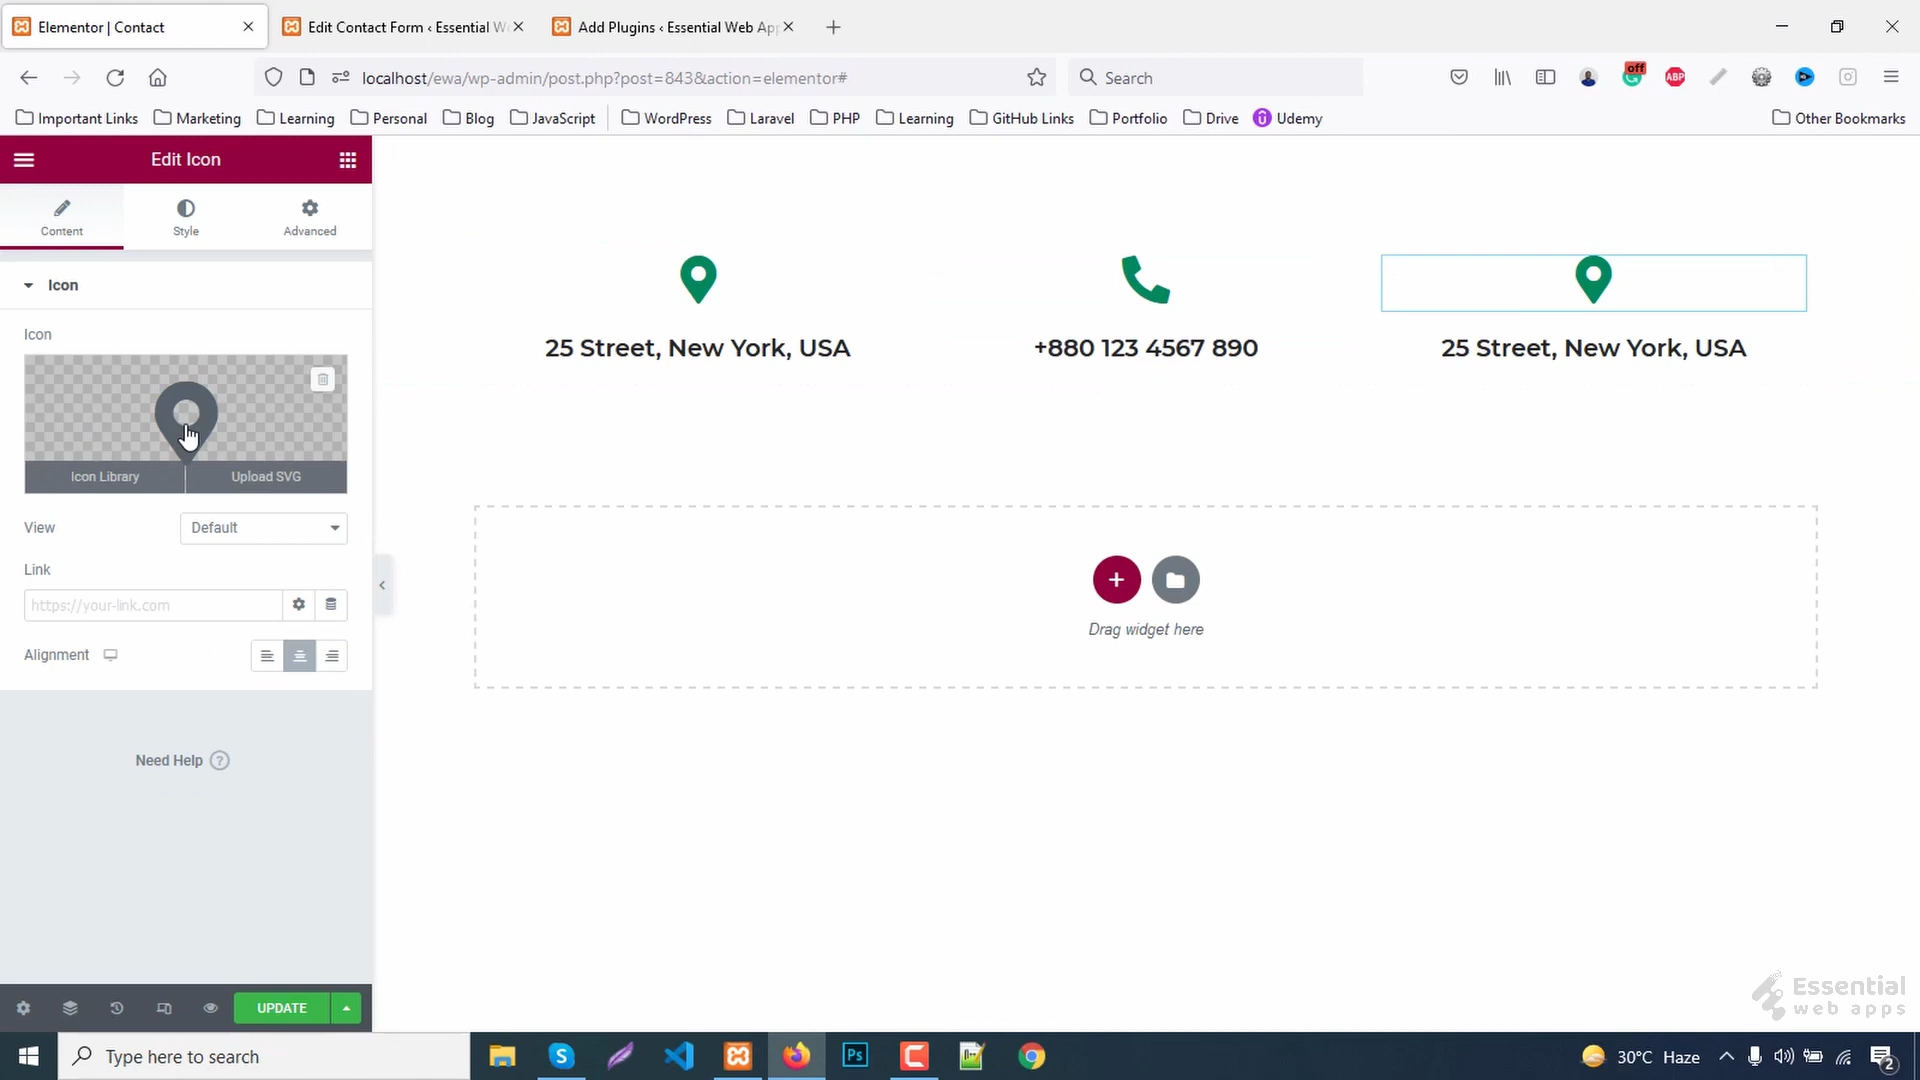 Elementor | Contact
Edit Contact Form ‹ Essential W
Add Plugins ‹ Essential Web Ap
localhost/ewa/wp-admin/post.php?post=843&action=elementor#
Search
off
ABP
Important Links
Marketing
Learning
Personal
Blog
JavaScript
WordPress
Laravel
PHP
Learning
GitHub Links
Portfolio
Drive
Udemy
Other Bookmarks
Edit Icon
Content
Style
Advanced
Icon
Icon
Icon Library
Upload SVG
View
Default
Link
https://your-link.com
Alignment
Need Help ?
UPDATE
25 Street, New York, USA
+880 123 4567 890
25 Street, New York, USA
Drag widget here
Essential
web apps
Type here to search
Ps
30°C Haze
2